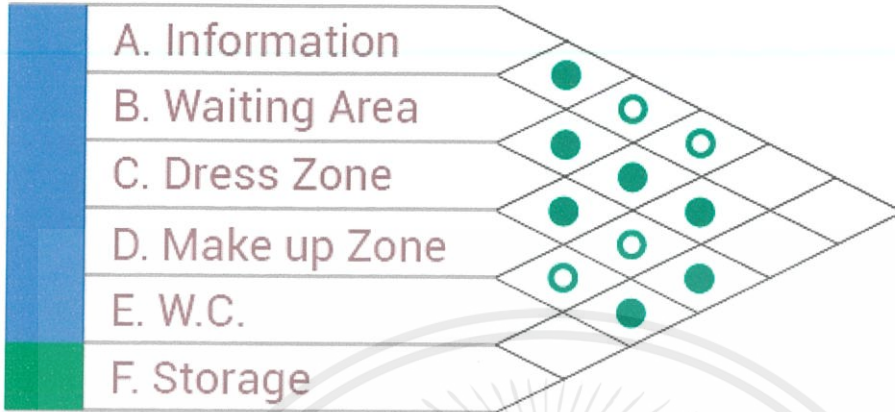 A. Information
B. Waiting Area
C. Dress Zone
D. Make up Zone
E. W.C.
F. Storage